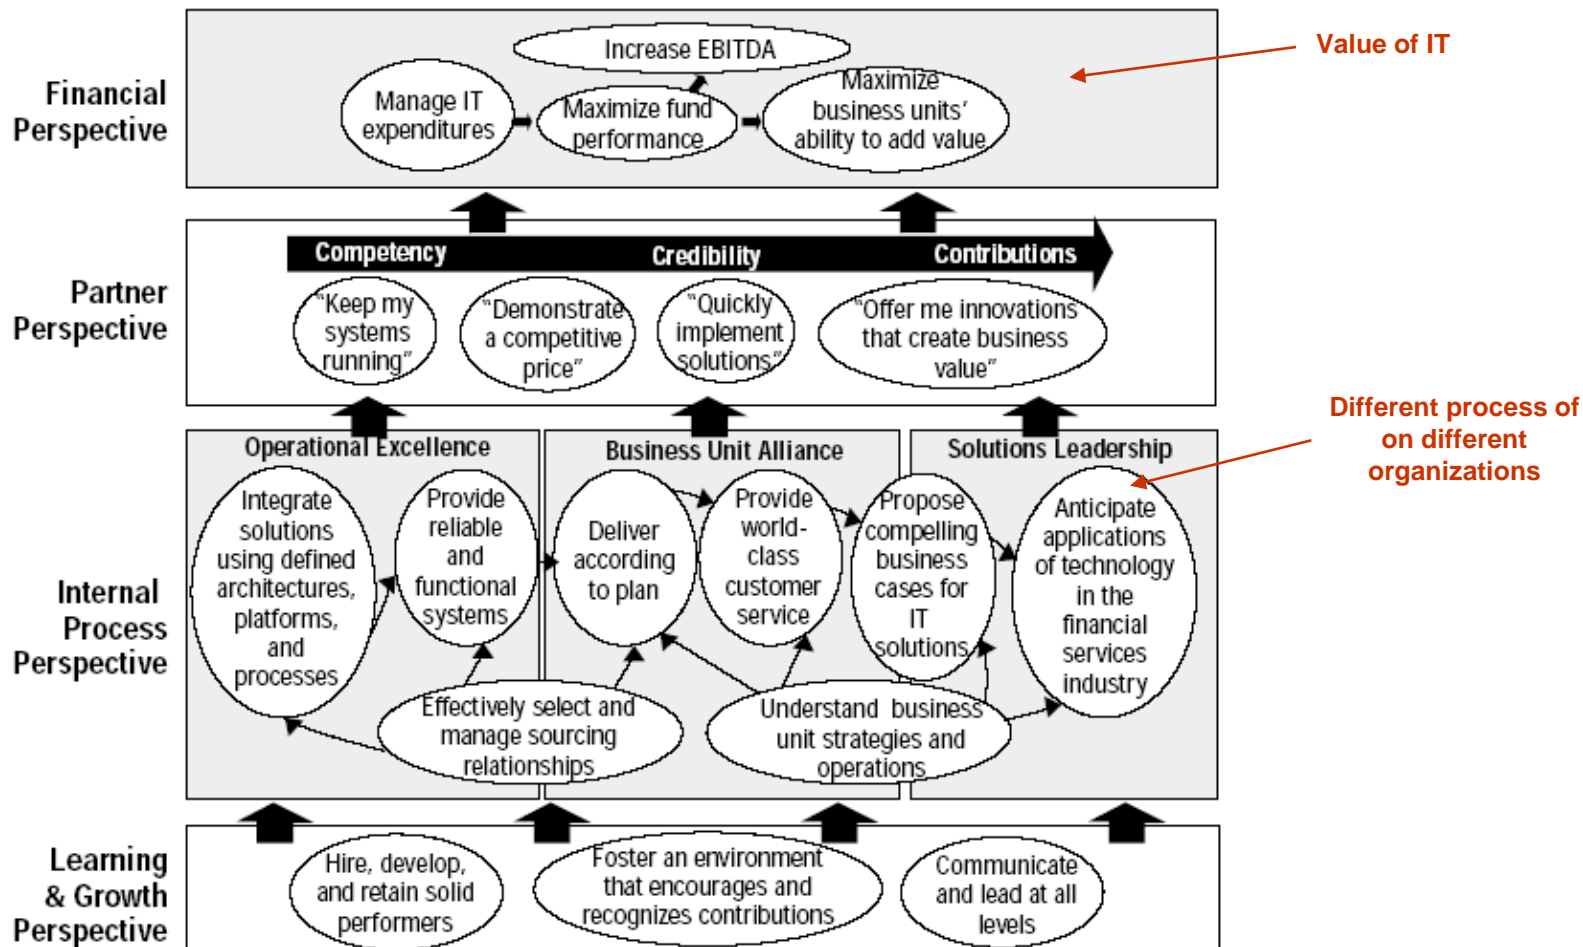 Financial
Perspective
Increase EBITDA
Manage IT
expenditures
Maximize fund
performance
Maximize
business units'
ability to add value
Value of IT
Partner
Perspective
Competency
Credibility
Contributions
"Keep my
systems
running"
"Demonstrate
a competitive
price"
"Quickly
implement
solutions"
"Offer me innovations
that create business
value"
Different process of
on different
organizations
Internal
Process
Perspective
Operational Excellence
Business Unit Alliance
Solutions Leadership
Integrate
solutions
using defined
architectures,
platforms,
and
processes
Provide
reliable
and
functional
systems
Deliver
according
to plan
Provide
world-
class
customer
service
Propose
compelling
business
cases for
IT
solutions
Anticipate
applications
of technology
in the
financial
services
industry
Effectively select and
manage sourcing
relationships
Understand business
unit strategies and
operations
Learning
& Growth
Perspective
Hire, develop,
and retain solid
performers
Foster an environment
that encourages and
recognizes contributions
Communicate
and lead at all
levels